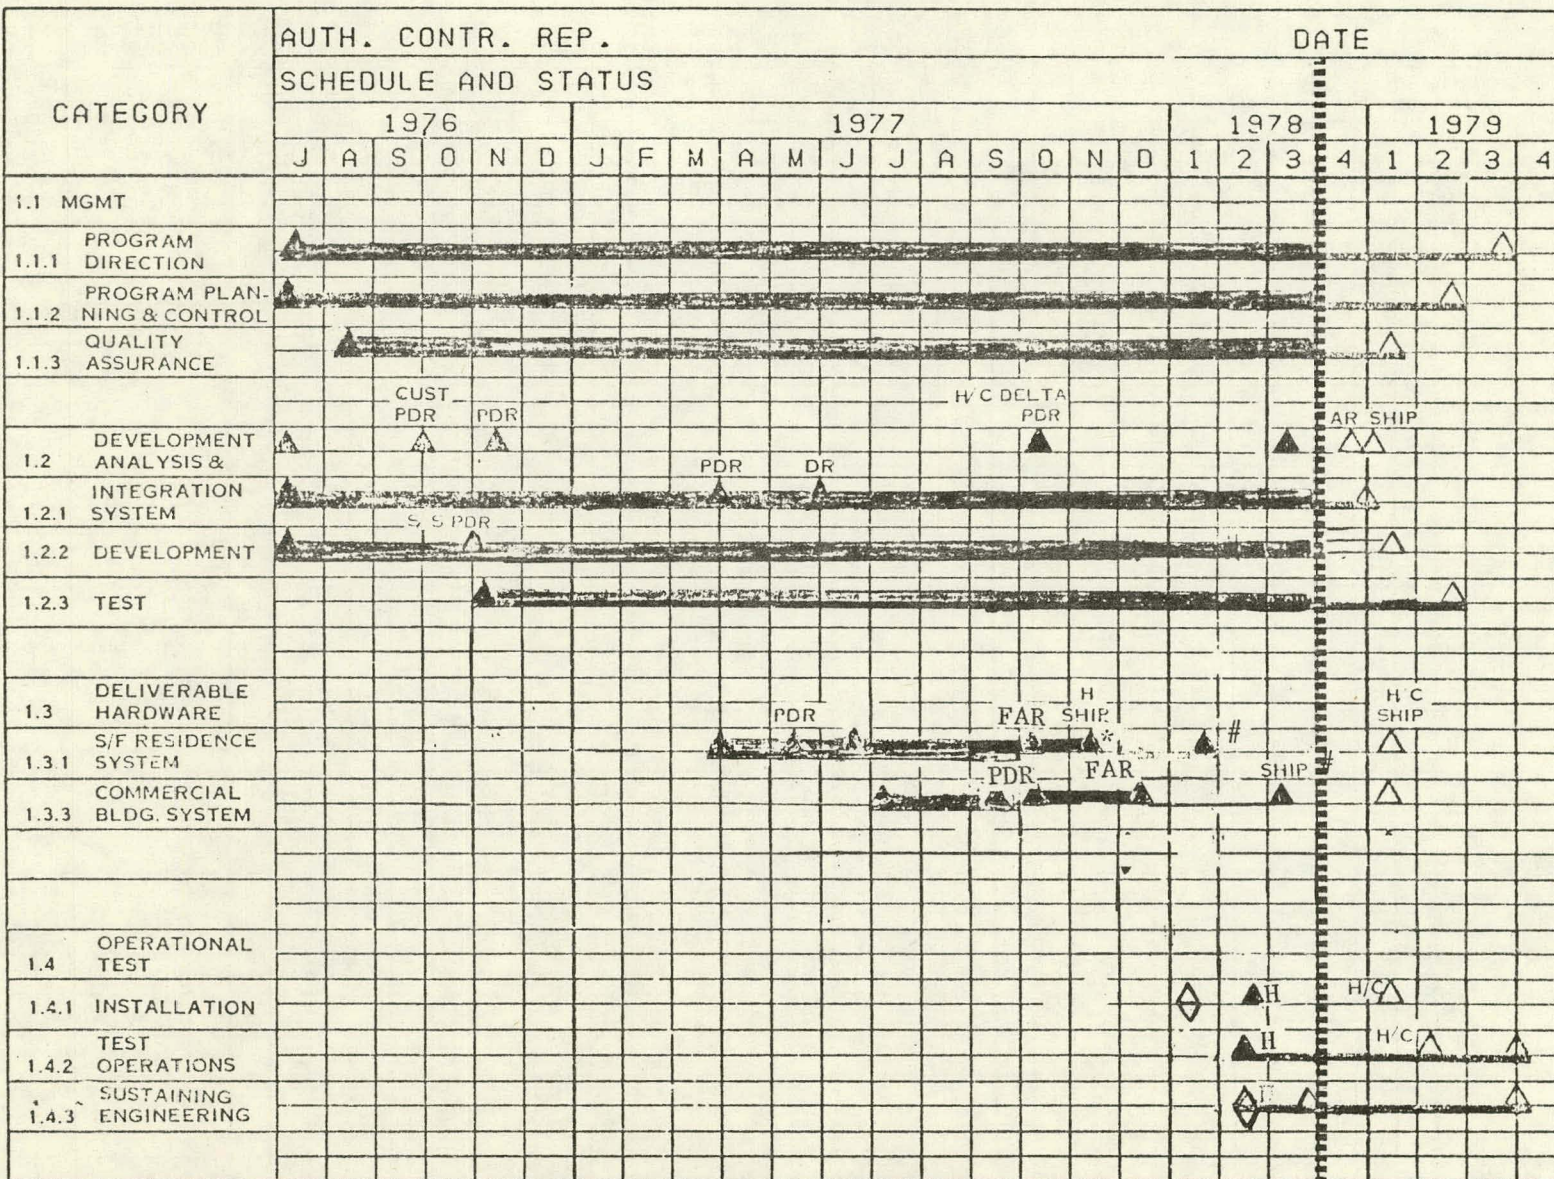 AUTH. CONTR. REP. DATE
SCHEDULE AND STATUS
CATEGORY
1976 1977 1978 1979
J A S O N D J F M A M J J A S O N D 1 2 3 4 1 2 3 4
1.1 MGMT
PROGRAM
1.1.1 DIRECTION
PROGRAM PLAN-
1.1.2 NING & CONTROL
QUALITY
1.1.3 ASSURANCE
CUST H/C DELTA
PDR PDR PDR
AR SHIP
DEVELOPMENT
1.2 ANALYSIS &
PDR DR
INTEGRATION
1.2.1 SYSTEM
S/S PDR
1.2.2 DEVELOPMENT
1.2.3 TEST
DELIVERABLE H H/C
1.3 HARDWARE PDR FAR SHIP SHIP
S/F RESIDENCE * #
1.3.1 SYSTEM
PDR FAR SHIP #
COMMERCIAL
1.3.3 BLDG. SYSTEM
OPERATIONAL
1.4 TEST
1.4.1 INSTALLATION H H/C
TEST H H/C
1.4.2 OPERATIONS
SUSTAINING
1.4.3 ENGINEERING